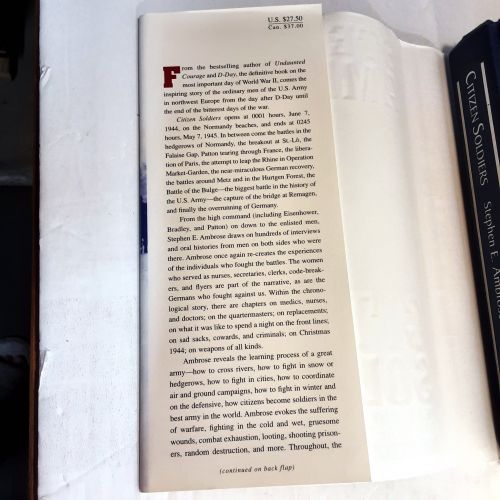 U.S. $27.50
Can. $37.00
From the bestselling author of Undaunted
Courage and D-Day, the definitive book on the
most important day of World War II, comes the
inspiring story of the ordinary men of the U.S. Army
in northwest Europe from the day after D-Day until
the end of the bitterest days of the war.
Citizen Soldiers opens at 0001 hours, June 7,
1944, on the Normandy beaches, and ends at 0245
hours, May 7, 1945. In between come the battles in the
hedgerows of Normandy, the breakout at St.-Lô, the
Falaise Gap, Patton tearing through France, the libera-
tion of Paris, the attempt to leap the Rhine in Operation
Market-Garden, the near-miraculous German recovery,
the battles around Metz and in the Hurtgen Forest, the
Battle of the Bulge—the biggest battle in the history of
the U.S. Army—the capture of the bridge at Remagen,
and finally the overrunning of Germany.
From the high command (including Eisenhower,
Bradley, and Patton) on down to the enlisted men,
Stephen E. Ambrose draws on hundreds of interviews
and oral histories from men on both sides who were
there. Ambrose once again re-creates the experiences
of the individuals who fought the battles. The women
who served as nurses, secretaries, clerks, code-break-
ers, and flyers are part of the narrative, as are the
Germans who fought against us. Within the chrono-
logical story, there are chapters on medics, nurses,
and doctors; on the quartermasters; on replacements;
on what it was like to spend a night on the front lines;
on sad sacks, cowards, and criminals; on Christmas
1944; on weapons of all kinds.
Ambrose reveals the learning process of a great
army—how to cross rivers, how to fight in snow or
hedgerows, how to fight in cities, how to coordinate
air and ground campaigns, how to fight in winter and
on the defensive, how citizens become soldiers in the
best army in the world. Ambrose evokes the suffering
of warfare, fighting in the cold and wet, gruesome
wounds, combat exhaustion, looting, shooting prison-
ers, random destruction, and more. Throughout, the
(continued on back flap)
CITIZEN SOLDIERS
Stephen E.